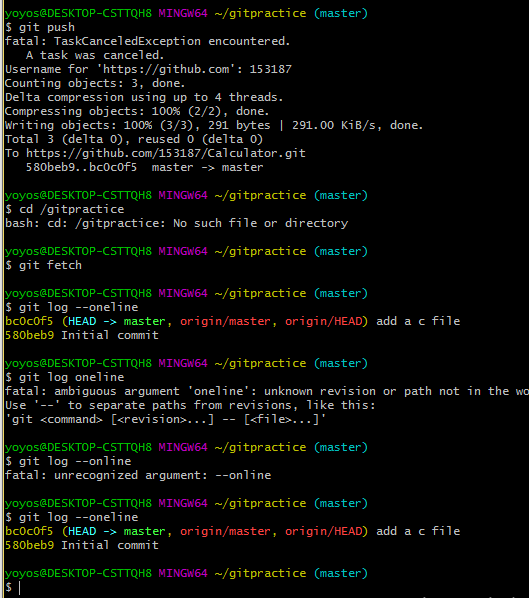 yoyos@DESKTOP-CSTTQH8 MINGW64 ~/gitpractice (master)
$ git push
fatal: TaskCanceledException encountered.
   A task was canceled.
Username for 'https://github.com': 153187
Counting objects: 3, done.
Delta compression using up to 4 threads.
Compressing objects: 100% (2/2), done.
Writing objects: 100% (3/3), 291 bytes | 291.00 KiB/s, done.
Total 3 (delta 0), reused 0 (delta 0)
To https://github.com/153187/Calculator.git
   580beb9..bc0c0f5  master -> master
yoyos@DESKTOP-CSTTQH8 MINGW64 ~/gitpractice (master)
$ cd /gitpractice
bash: cd: /gitpractice: No such file or directory
yoyos@DESKTOP-CSTTQH8 MINGW64 ~/gitpractice (master)
$ git fetch
yoyos@DESKTOP-CSTTQH8 MINGW64 ~/gitpractice (master)
$ git log --oneline
bc0c0f5 (HEAD -> master, origin/master, origin/HEAD) add a c file
580beb9 Initial commit
yoyos@DESKTOP-CSTTQH8 MINGW64 ~/gitpractice (master)
$ git log oneline
fatal: ambiguous argument 'oneline': unknown revision or path not in the wo
Use '--' to separate paths from revisions, like this:
'git <command> [<revision>...] -- [<file>...]'
yoyos@DESKTOP-CSTTQH8 MINGW64 ~/gitpractice (master)
$ git log --online
fatal: unrecognized argument: --online
yoyos@DESKTOP-CSTTQH8 MINGW64 ~/gitpractice (master)
$ git log --oneline
bc0c0f5 (HEAD -> master, origin/master, origin/HEAD) add a c file
580beb9 Initial commit
yoyos@DESKTOP-CSTTQH8 MINGW64 ~/gitpractice (master)
$